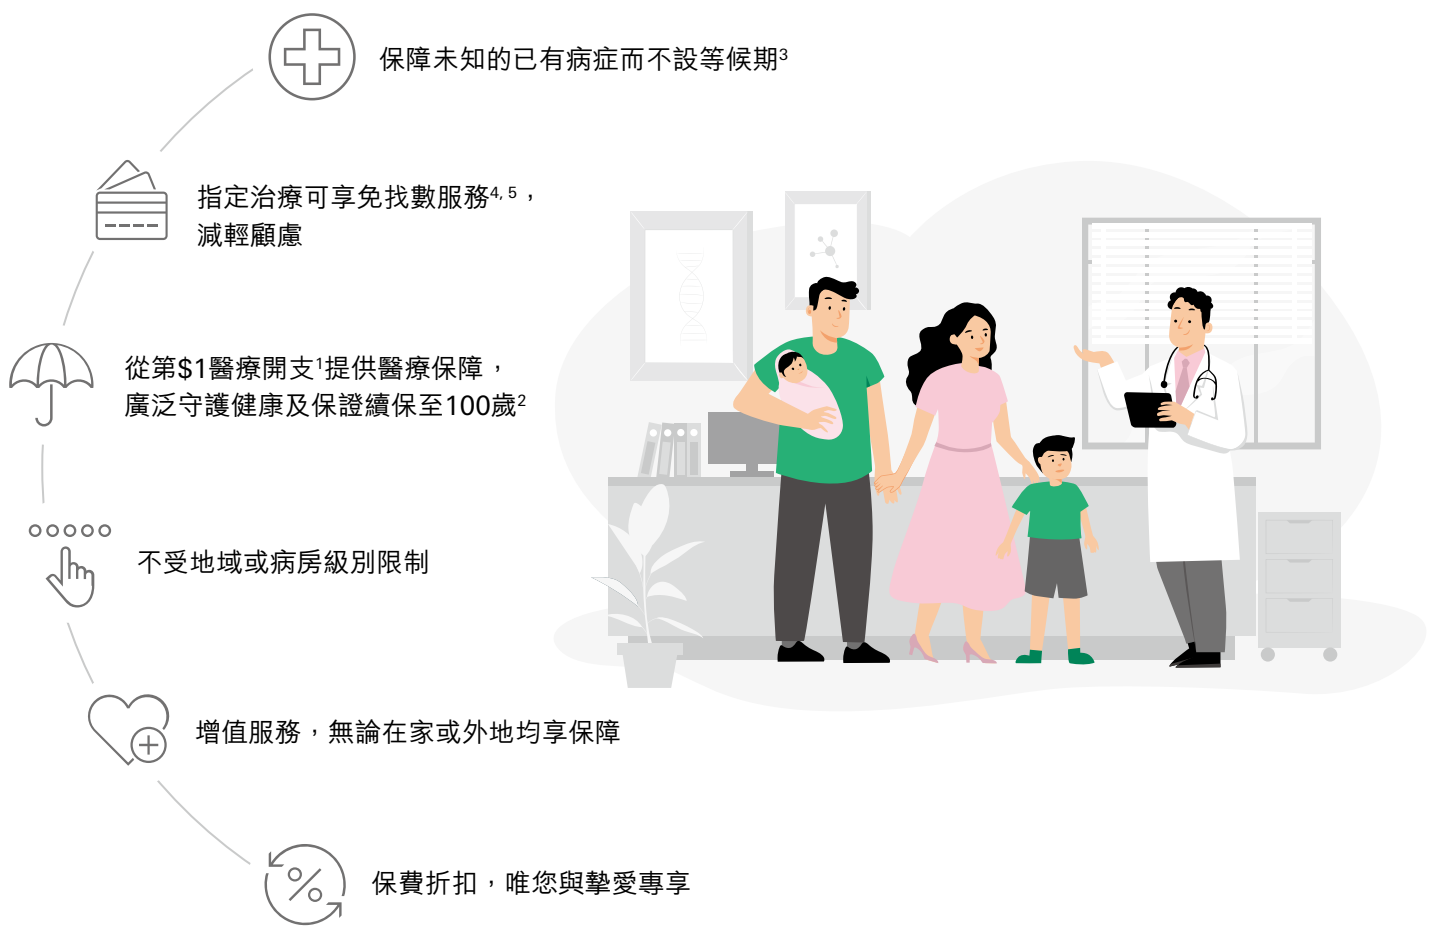 保障未知的已有病症而不設等候期3
指定治療可享免找數服務4, 5，
減輕顧慮
從第$1醫療開支1提供醫療保障，
廣泛守護健康及保證續保至100歲2
不受地域或病房級別限制
增值服務，無論在家或外地均享保障
保費折扣，唯您與摯愛專享